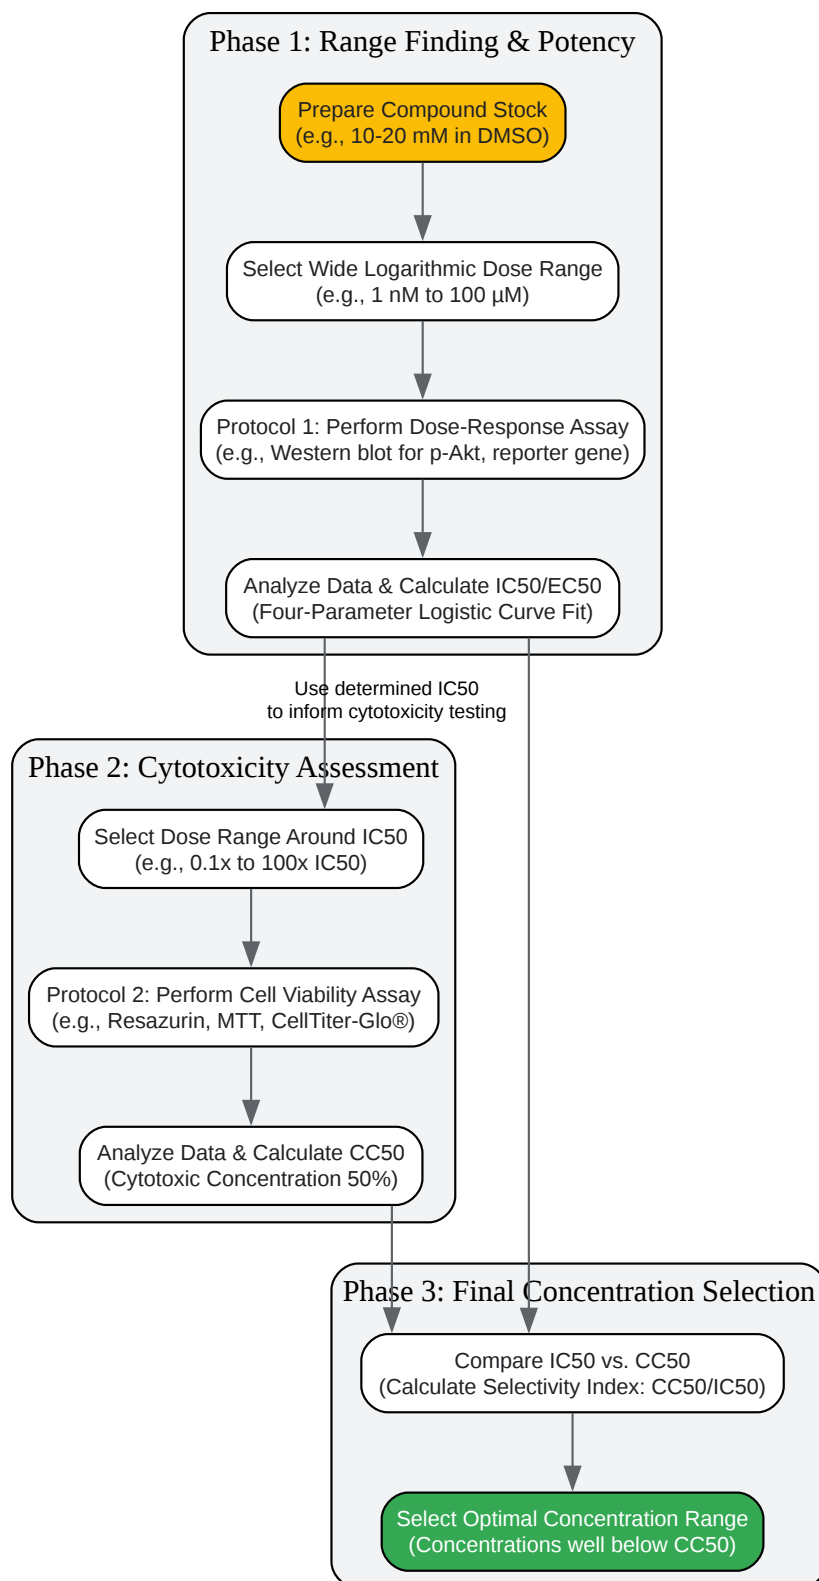 Phase 1: Range Finding & Potency
Prepare Compound Stock
(e.g., 10-20 mM in DMSO)
Select Wide Logarithmic Dose Range
(e.g., 1 nM to 100 µM)
Protocol 1: Perform Dose-Response Assay
(e.g., Western blot for p-Akt, reporter gene)
Analyze Data & Calculate IC50/EC50
(Four-Parameter Logistic Curve Fit)
Use determined IC50
to inform cytotoxicity testing
Phase 2: Cytotoxicity Assessment
Select Dose Range Around IC50
(e.g., 0.1x to 100x IC50)
Protocol 2: Perform Cell Viability Assay
(e.g., Resazurin, MTT, CellTiter-Glo®)
Analyze Data & Calculate CC50
(Cytotoxic Concentration 50%)
Phase 3: Final Concentration Selection
Compare IC50 vs. CC50
(Calculate Selectivity Index: CC50/IC50)
Select Optimal Concentration Range
(Concentrations well below CC50)